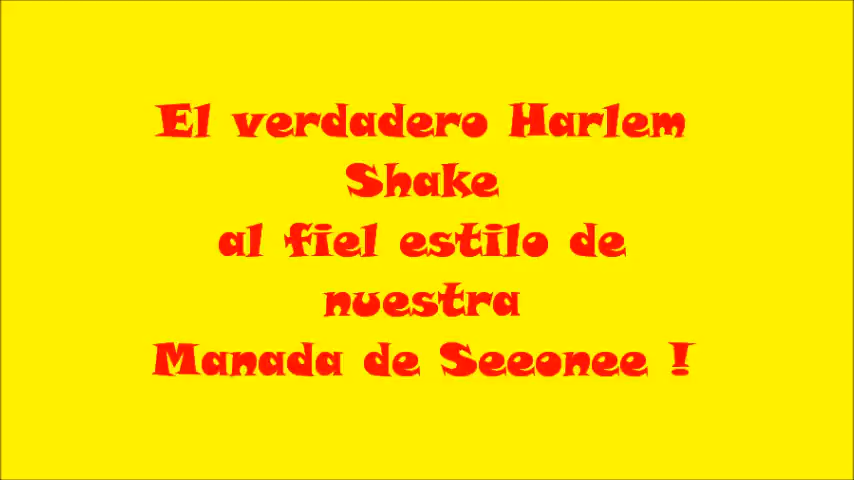 El verdadero Harlem
Shake
al fiel estilo de
nuestra
Manada de Seeonee !